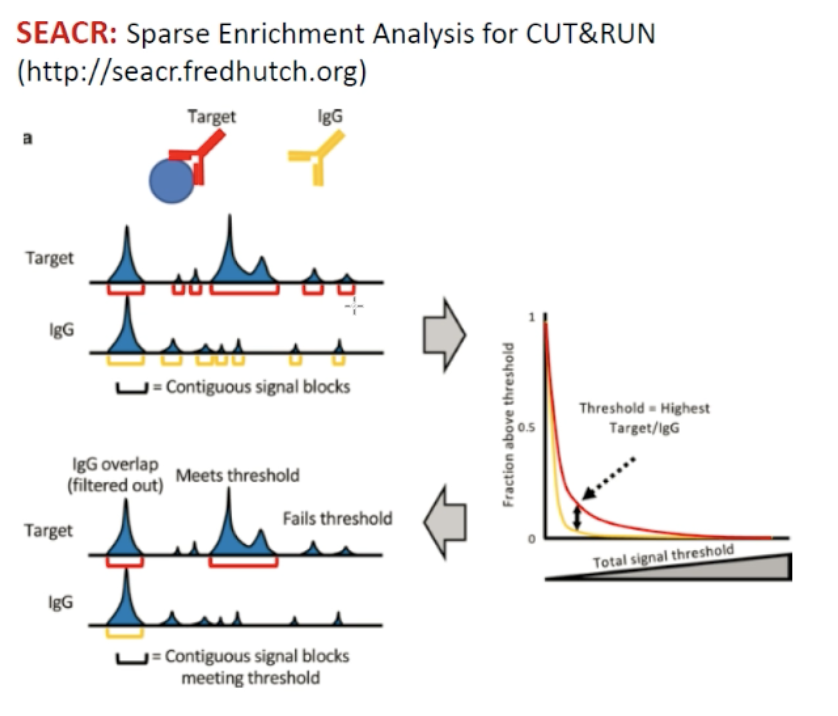 SEACR: Sparse Enrichment Analysis for CUT&RUN
(http://seacr.fredhutch.org)
a
Target
IgG
Target
IgG
= Contiguous signal blocks
1
0.5
0
Fraction above threshold
Threshold = Highest
Target/IgG
Total signal threshold
IgG overlap
(filtered out)
Meets threshold
Fails threshold
Target
IgG
= Contiguous signal blocks
meeting threshold